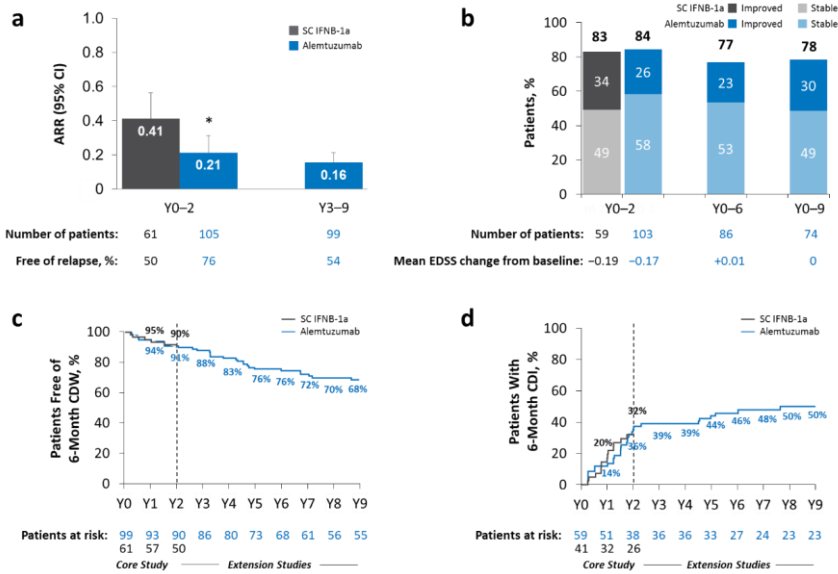 a
SC IFNB-1a
Alemtuzumab
ARR (95% CI)
1.0
0.8
0.6
0.4
0.2
0
0.41
*
0.21
0.16
Y0–2 Y3–9
Number of patients: 61 105 99
Free of relapse, %: 50 76 54
b
SC IFNB-1a Improved Stable
Alemtuzumab Improved Stable
Patients, %
100
80
60
40
20
0
83 84 77 78
34 26 23 30
49 58 53 49
Y0–2 Y0–6 Y0–9
Number of patients: 59 103 86 74
Mean EDSS change from baseline: −0.19 −0.17 +0.01 0
c
SC IFNB-1a
Alemtuzumab
Patients Free of
6-Month CDW, %
100
80
60
40
20
0
95% 90%
94% 91% 88% 83% 76% 76% 72% 70% 68%
Y0 Y1 Y2 Y3 Y4 Y5 Y6 Y7 Y8 Y9
Patients at risk: 99 93 90 86 80 73 68 61 56 55
61 57 50
Core Study Extension Studies
d
SC IFNB-1a
Alemtuzumab
Patients With
6-Month CDI, %
100
80
60
40
20
0
20% 32%
14% 35% 39% 39% 44% 46% 48% 50% 50%
Y0 Y1 Y2 Y3 Y4 Y5 Y6 Y7 Y8 Y9
Patients at risk: 59 51 38 36 36 33 27 24 23 23
41 32 26
Core Study Extension Studies